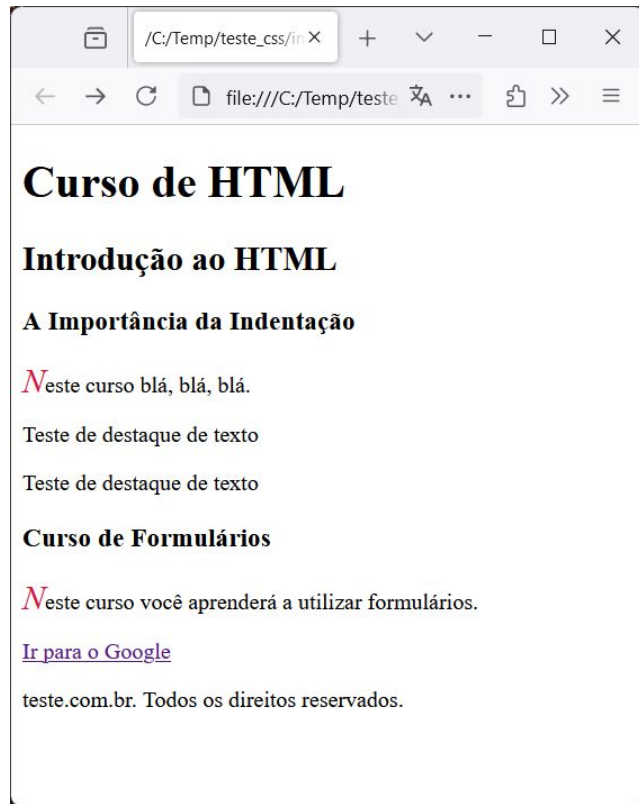 /C:/Temp/teste_css/in
file:///C:/Temp/teste
Curso de HTML
Introdução ao HTML
A Importância da Indentação
Neste curso blá, blá, blá.
Teste de destaque de texto
Teste de destaque de texto
Curso de Formulários
Neste curso você aprenderá a utilizar formulários.
Ir para o Google
teste.com.br. Todos os direitos reservados.